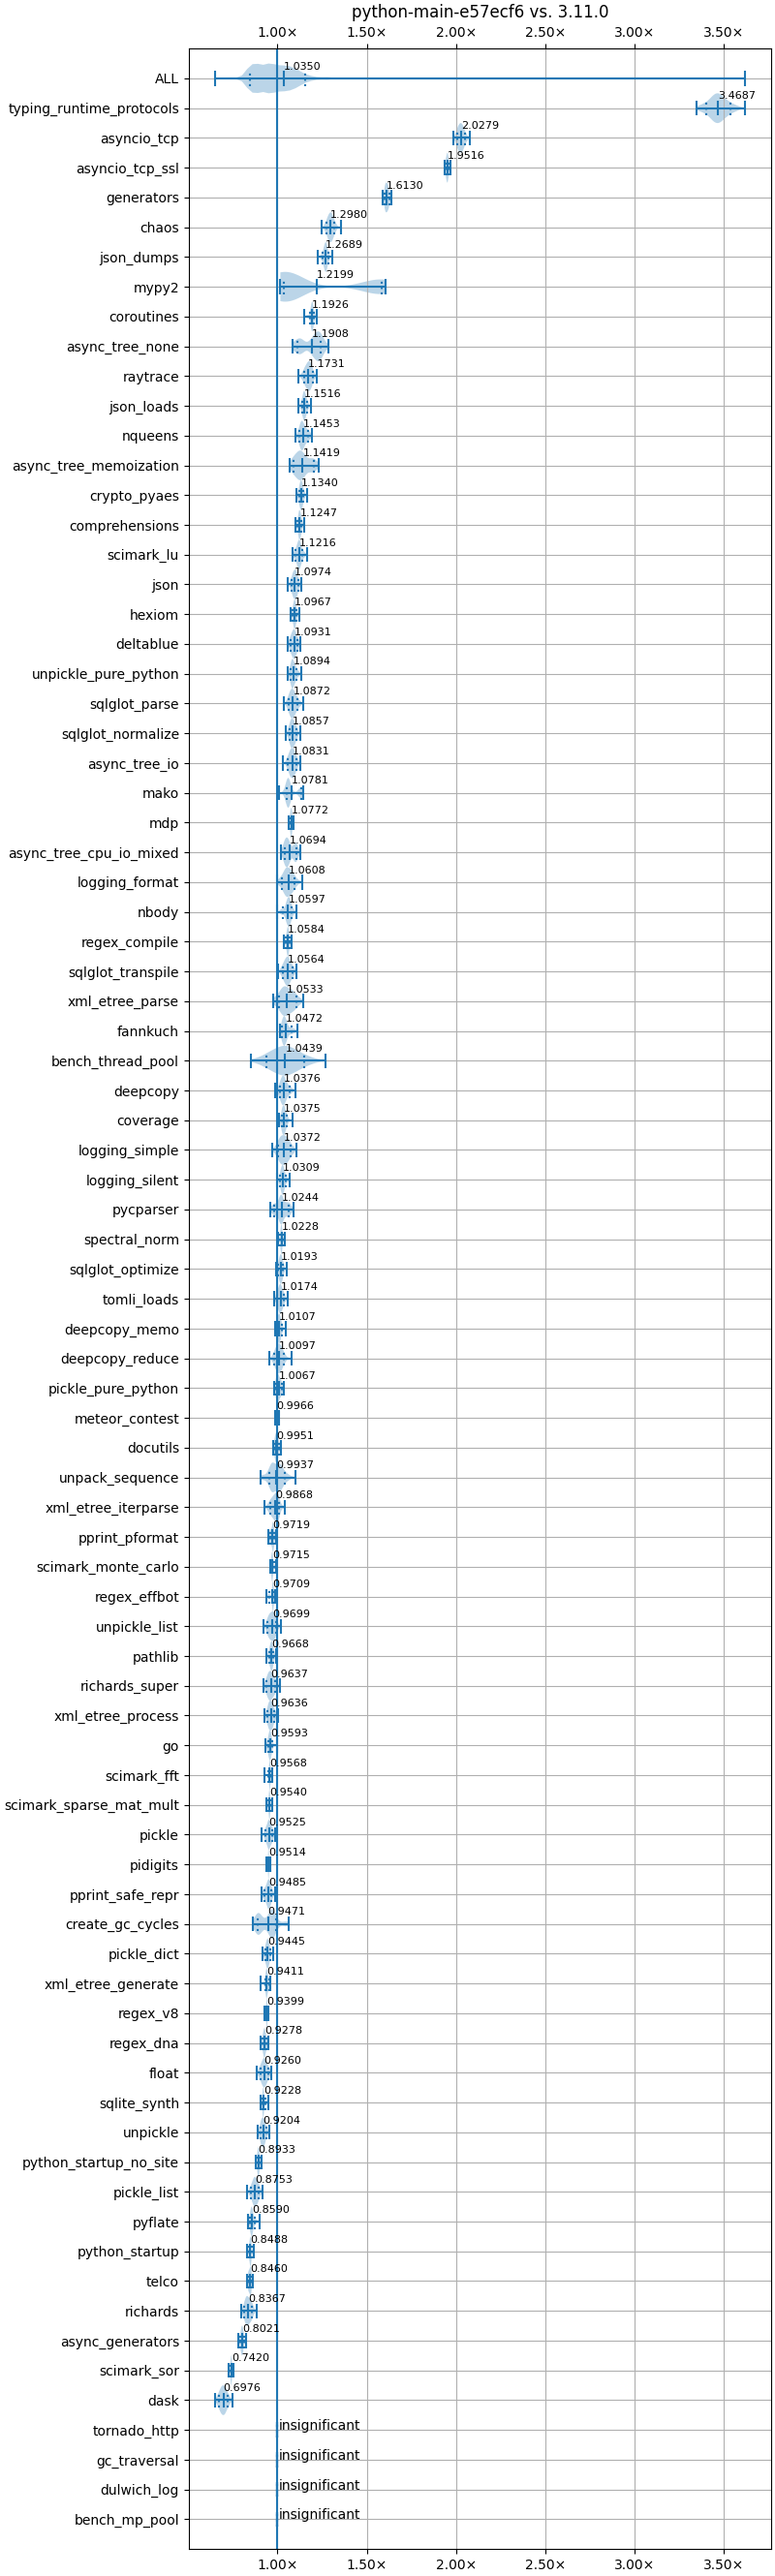 python-main-e57ecf6 vs. 3.11.0
1.00× 1.50× 2.00× 2.50× 3.00× 3.50×
ALL 1.0350
typing_runtime_protocols 3.4687
asyncio_tcp 2.0279
asyncio_tcp_ssl 1.9516
generators 1.6130
chaos 1.2980
json_dumps 1.2689
mypy2 1.2199
coroutines 1.1926
async_tree_none 1.1908
raytrace 1.1731
json_loads 1.1516
nqueens 1.1453
async_tree_memoization 1.1419
crypto_pyaes 1.1340
comprehensions 1.1247
scimark_lu 1.1216
json 1.0974
hexiom 1.0967
deltablue 1.0931
unpickle_pure_python 1.0894
sqlglot_parse 1.0872
sqlglot_normalize 1.0857
async_tree_io 1.0831
mako 1.0781
mdp 1.0772
async_tree_cpu_io_mixed 1.0694
logging_format 1.0608
nbody 1.0597
regex_compile 1.0584
sqlglot_transpile 1.0564
xml_etree_parse 1.0533
fannkuch 1.0472
bench_thread_pool 1.0439
deepcopy 1.0376
coverage 1.0375
logging_simple 1.0372
logging_silent 1.0309
pycparser 1.0244
spectral_norm 1.0228
sqlglot_optimize 1.0193
tomli_loads 1.0174
deepcopy_memo 1.0107
deepcopy_reduce 1.0097
pickle_pure_python 1.0067
meteor_contest 0.9966
docutils 0.9951
unpack_sequence 0.9937
xml_etree_iterparse 0.9868
pprint_pformat 0.9719
scimark_monte_carlo 0.9715
regex_effbot 0.9709
unpickle_list 0.9699
pathlib 0.9668
richards_super 0.9637
xml_etree_process 0.9636
go 0.9593
scimark_fft 0.9568
scimark_sparse_mat_mult 0.9540
pickle 0.9525
pidigits 0.9514
pprint_safe_repr 0.9485
create_gc_cycles 0.9471
pickle_dict 0.9445
xml_etree_generate 0.9411
regex_v8 0.9399
regex_dna 0.9278
float 0.9260
sqlite_synth 0.9228
unpickle 0.9204
python_startup_no_site 0.8933
pickle_list 0.8753
pyflate 0.8590
python_startup 0.8488
telco 0.8460
richards 0.8367
async_generators 0.8021
scimark_sor 0.7420
dask 0.6976
tornado_http insignificant
gc_traversal insignificant
dulwich_log insignificant
bench_mp_pool insignificant
1.00× 1.50× 2.00× 2.50× 3.00× 3.50×